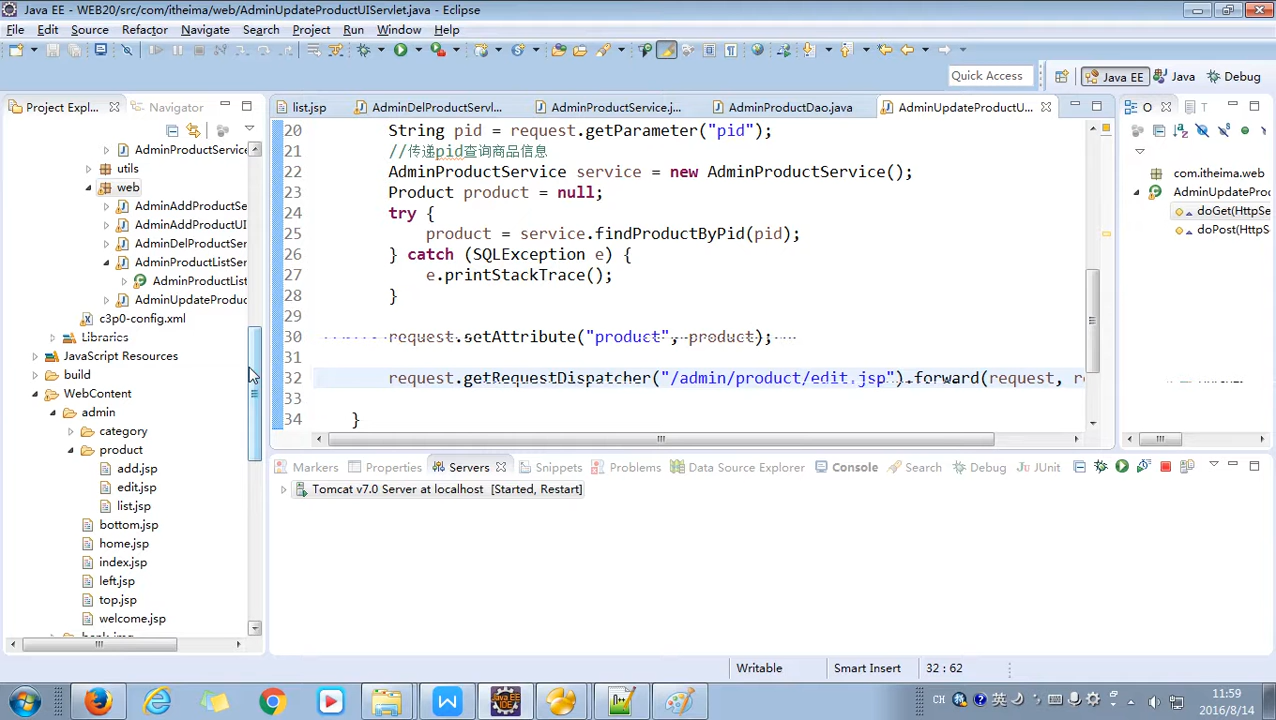 Java EE - WEB20/src/com/itheima/web/AdminUpdateProductUIServlet.java - Eclipse
File Edit Source Refactor Navigate Search Project Run Window Help
Quick Access Java EE Java Debug
Project Expl... Navigator
list.jsp AdminDelProductServl... AdminProductService.j... AdminProductDao.java AdminUpdateProductU...
O T
AdminProductService
utils
web
AdminAddProductSe
AdminAddProductUI
AdminDelProductSer
AdminProductListSer
AdminProductList
AdminUpdateProduc
c3p0-config.xml
Libraries
JavaScript Resources
build
WebContent
admin
category
product
add.jsp
edit.jsp
list.jsp
bottom.jsp
home.jsp
index.jsp
left.jsp
top.jsp
welcome.jsp
20 String pid = request.getParameter("pid");
21 //传递pid查询商品信息
22 AdminProductService service = new AdminProductService();
23 Product product = null;
24 try {
25 product = service.findProductByPid(pid);
26 } catch (SQLException e) {
27 e.printStackTrace();
28 }
29
30 request.setAttribute("product", product);
31
32 request.getRequestDispatcher("/admin/product/edit.jsp").forward(request, re
33
34 }
com.itheima.web
AdminUpdatePro
doGet(HttpSe
doPost(HttpS
Markers Properties Servers Snippets Problems Data Source Explorer Console Search Debug JUnit
Tomcat v7.0 Server at localhost [Started, Restart]
Writable Smart Insert 32 : 62
CH 英
11:59
2016/8/14